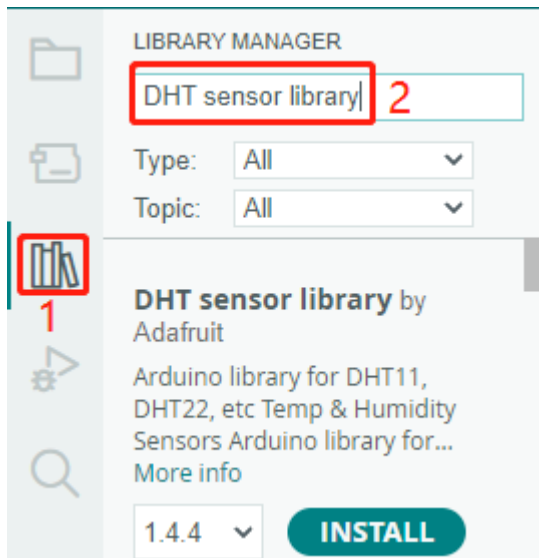 LIBRARY MANAGER
DHT sensor library 2
Type: All
Topic: All
1
DHT sensor library by
Adafruit
Arduino library for DHT11,
DHT22, etc Temp & Humidity
Sensors Arduino library for...
More info
1.4.4 INSTALL